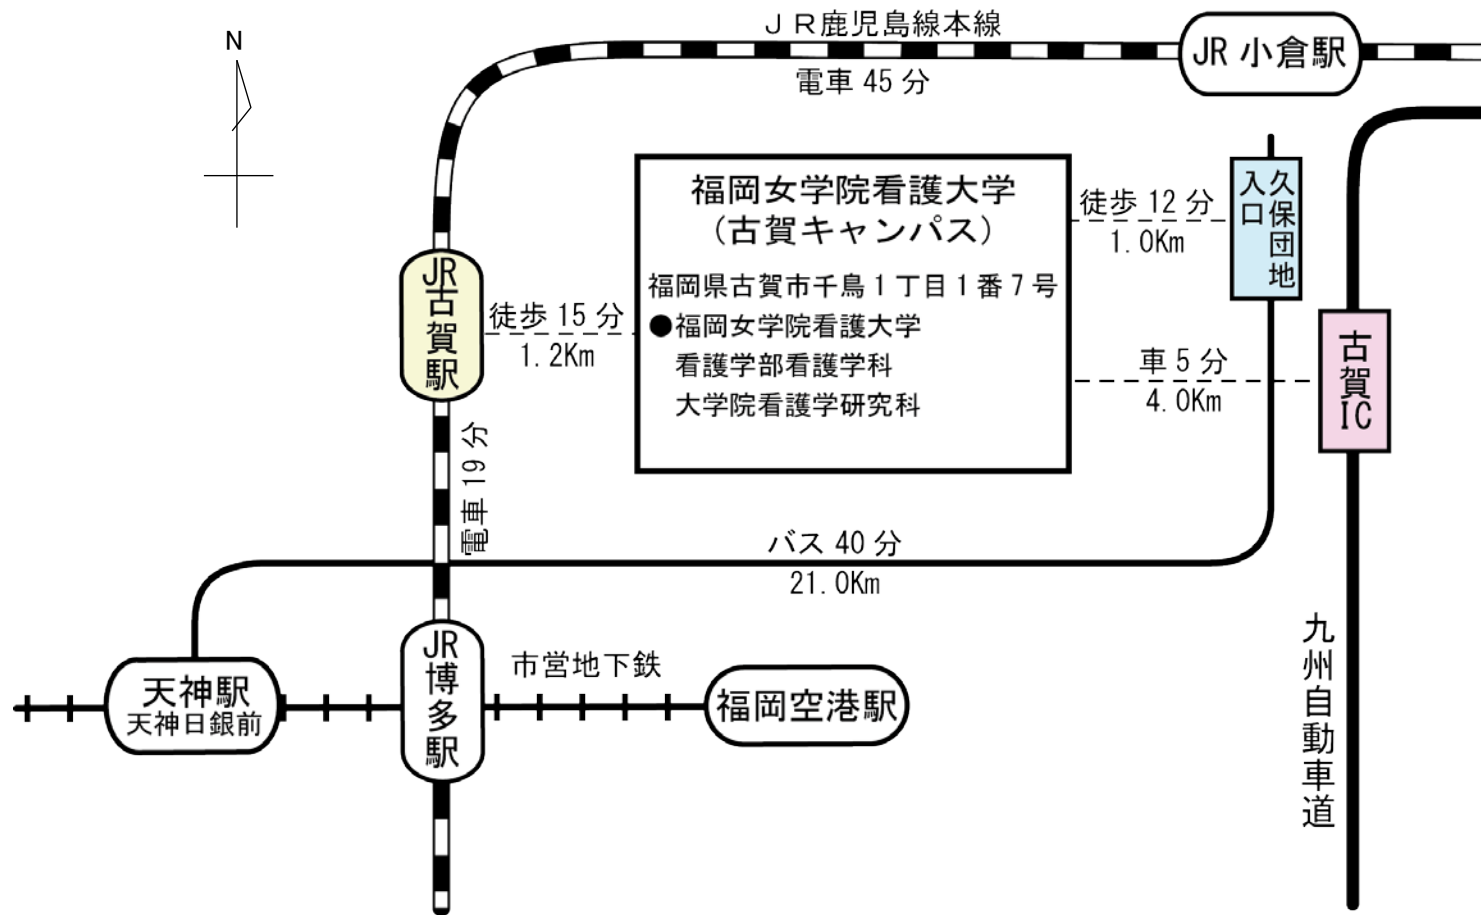 N
ＪＲ鹿児島線本線
電車 45 分
JR 小倉駅
福岡女学院看護大学
（古賀キャンパス）
福岡県古賀市千鳥１丁目１番７号
●福岡女学院看護大学
看護学部看護学科
大学院看護学研究科
徒歩 12 分
1.0Km
久保団地
入口
JR古賀駅
徒歩 15 分
1.2Km
車 5 分
4.0Km
古賀IC
電車 19 分
バス 40 分
21.0Km
天神駅
天神日銀前
JR博多駅
市営地下鉄
福岡空港駅
九州自動車道